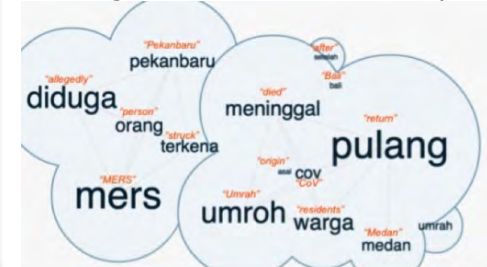 "Pekanbaru"
pekanbaru
"allegedly"
diduga
"person"
orang
"struck"
terkena
"MERS"
mers
"after"
setelah
"Bali"
bali
"died"
meninggal
"return"
pulang
"origin"
asal
cov
"CoV"
"Umrah"
umroh
"residents"
warga
"Medan"
medan
umrah